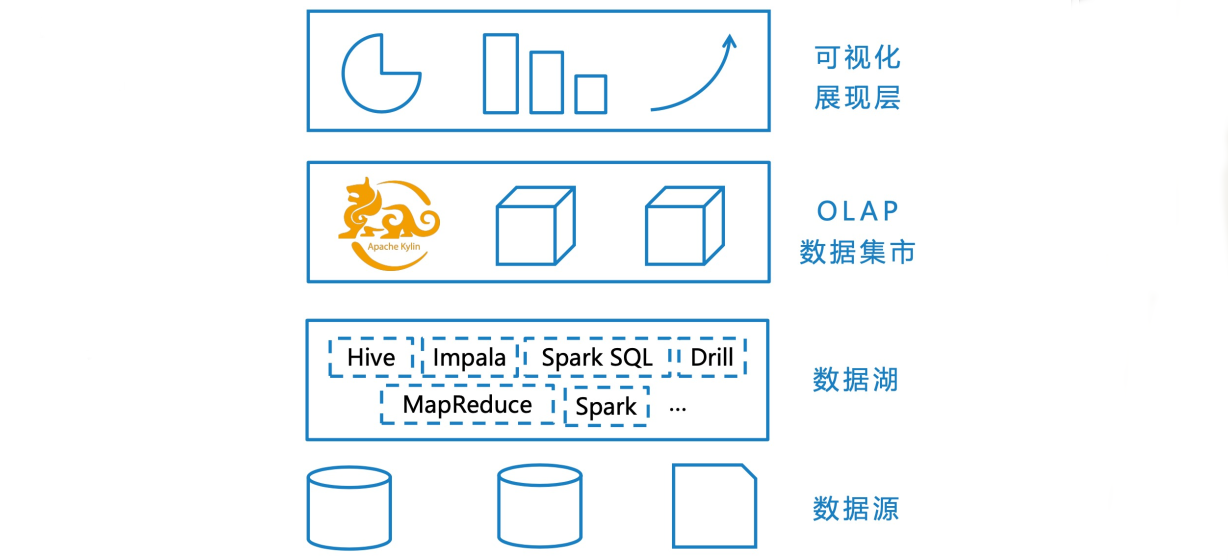 可视化
展现层
Apache Kylin
OLAP
数据集市
Hive Impala Spark SQL Drill
MapReduce Spark ...
数据湖
数据源